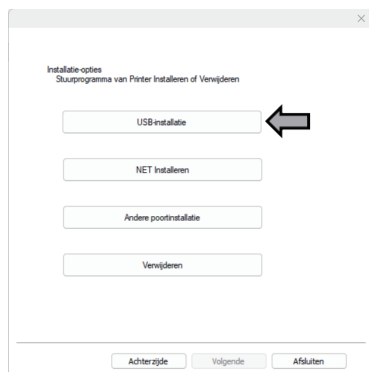 Installatie-opties
Stuurprogramma van Printer Installeren of Verwijderen
USB-installatie
NET Installeren
Andere poortinstallatie
Verwijderen
Achterzijde Volgende Afsluiten